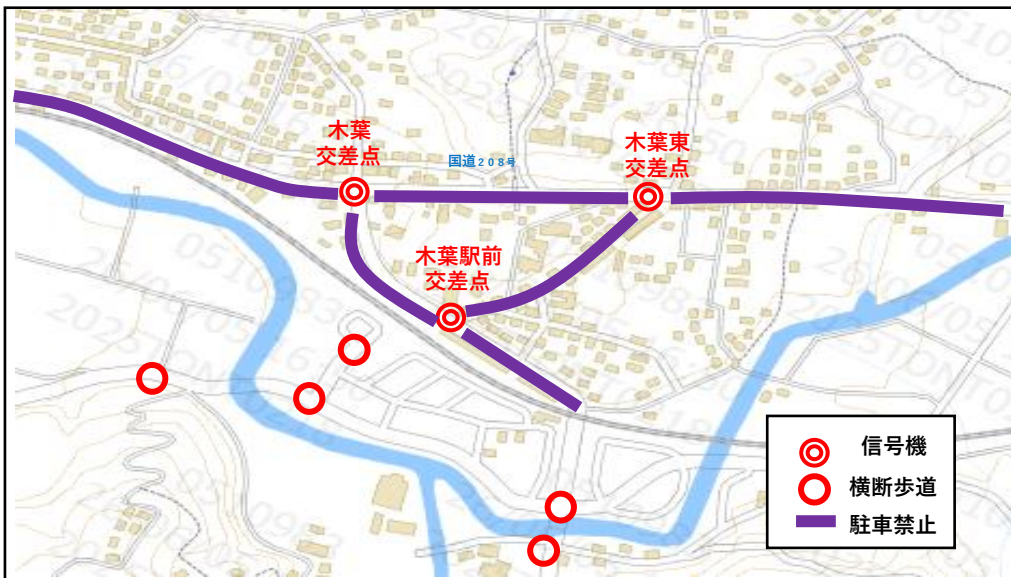 木葉
交差点
国道208号
木葉東
交差点
木葉駅前
交差点
信号機
横断歩道
駐車禁止